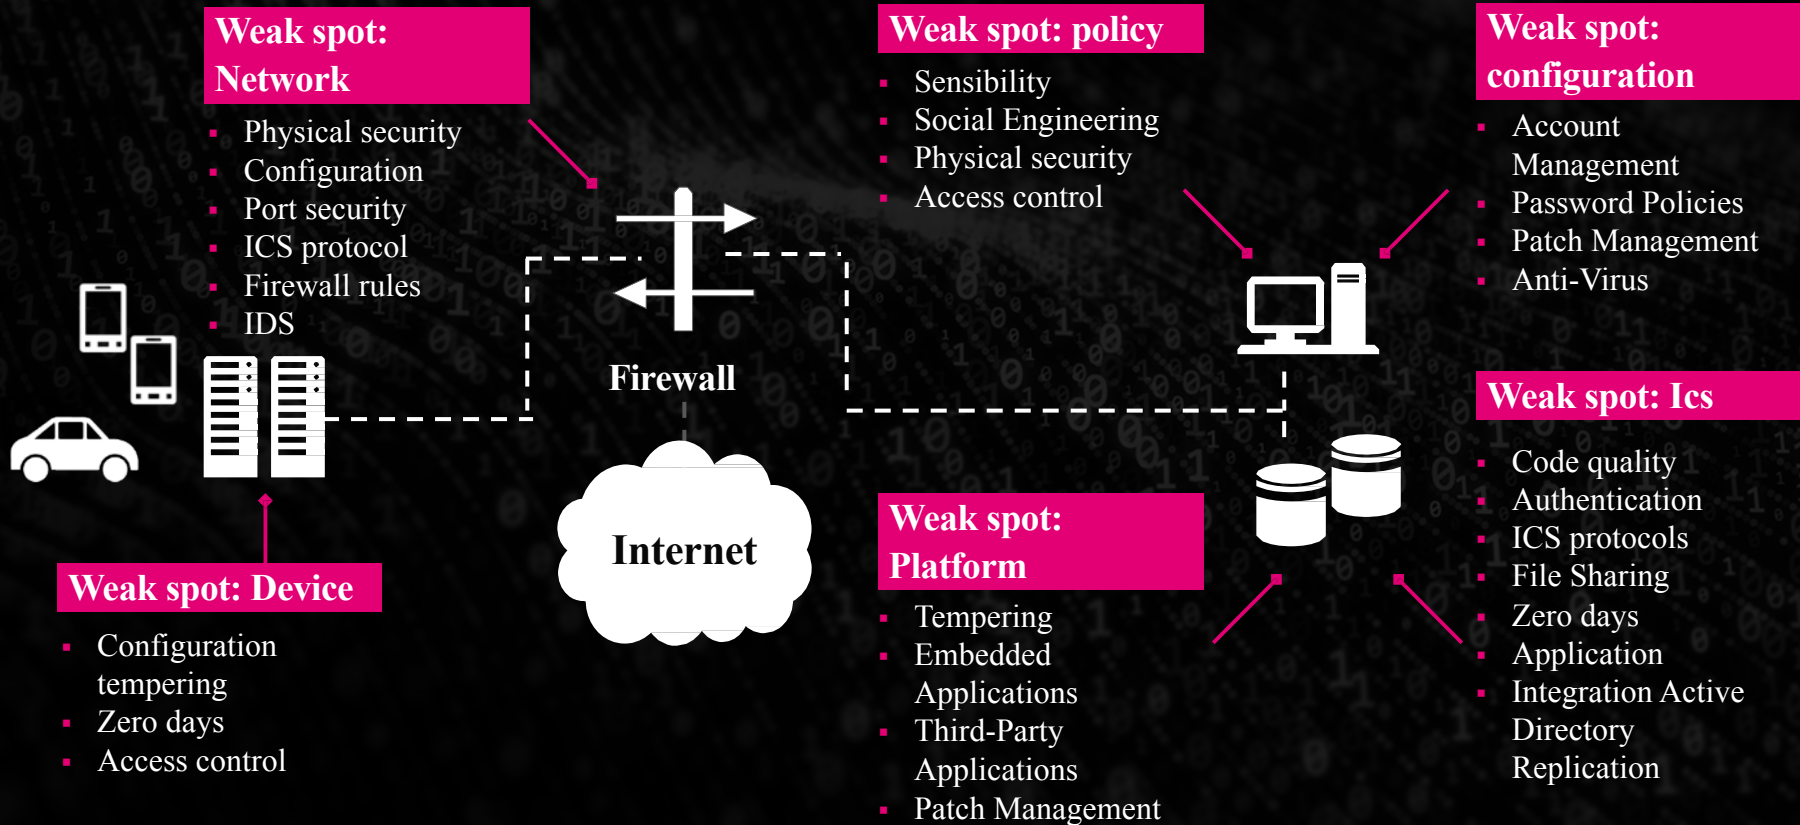 Weak spot:
Network
Physical security
Configuration
Port security
ICS protocol
Firewall rules
IDS
Weak spot: policy
Sensibility
Social Engineering
Physical security
Access control
Weak spot:
configuration
Account
Management
Password Policies
Patch Management
Anti-Virus
Firewall
Internet
Weak spot: Device
Configuration
tempering
Zero days
Access control
Weak spot:
Platform
Tempering
Embedded
Applications
Third-Party
Applications
Patch Management
Weak spot: Ics
Code quality
Authentication
ICS protocols
File Sharing
Zero days
Application
Integration Active
Directory
Replication